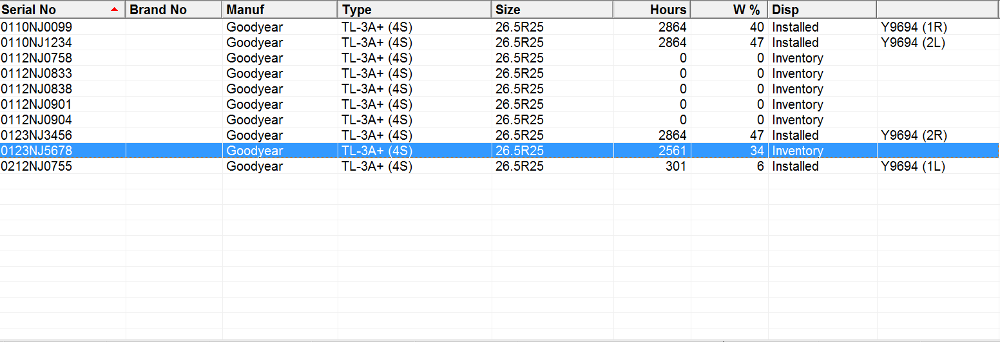 Serial No Brand No Manuf Type Size Hours W % Disp
0110NJ0099 Goodyear TL-3A+ (4S) 26.5R25 2864 40 Installed Y9694 (1R)
0110NJ1234 Goodyear TL-3A+ (4S) 26.5R25 2864 47 Installed Y9694 (2L)
0112NJ0758 Goodyear TL-3A+ (4S) 26.5R25 0 0 Inventory
0112NJ0833 Goodyear TL-3A+ (4S) 26.5R25 0 0 Inventory
0112NJ0838 Goodyear TL-3A+ (4S) 26.5R25 0 0 Inventory
0112NJ0901 Goodyear TL-3A+ (4S) 26.5R25 0 0 Inventory
0112NJ0904 Goodyear TL-3A+ (4S) 26.5R25 0 0 Inventory
0123NJ3456 Goodyear TL-3A+ (4S) 26.5R25 2864 47 Installed Y9694 (2R)
0123NJ5678 Goodyear TL-3A+ (4S) 26.5R25 2561 34 Inventory
0212NJ0755 Goodyear TL-3A+ (4S) 26.5R25 301 6 Installed Y9694 (1L)